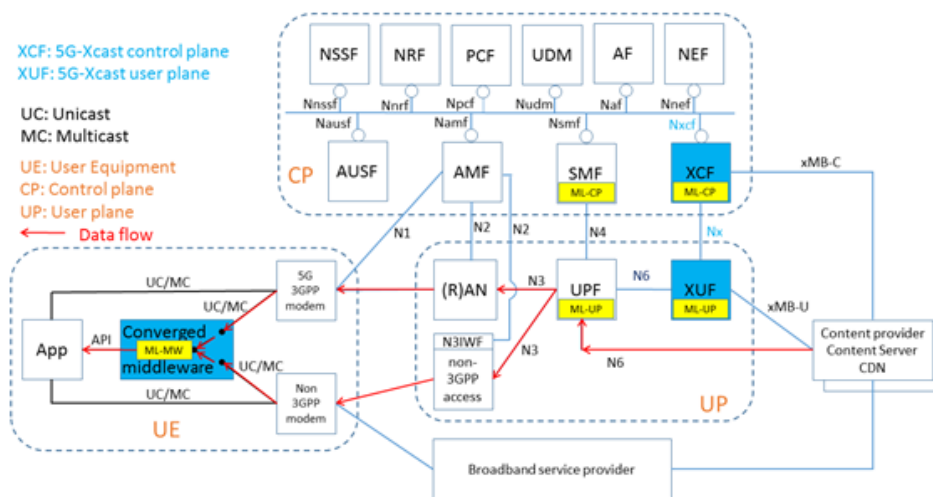 XCF: 5G-Xcast control plane
XUF: 5G-Xcast user plane
UC: Unicast
MC: Multicast
UE: User Equipment
CP: Control plane
UP: User plane
Data flow
NSSF
NRF
PCF
UDM
AF
NEF
Nnssf
Nnrf
Npcf
Nudm
Naf
Nnef
Nausf
Namf
Nsmf
Nxcf
CP
AUSF
AMF
SMF
ML-CP
XCF
ML-CP
xMB-C
N1
N2
N2
N4
Nx
UC/MC
5G
3GPP
modem
UC/MC
(R)AN
N3
UPF
ML-UP
N6
XUF
ML-UP
xMB-U
App
API
Converged
ML-MW
middleware
UC/MC
UC/MC
Non
3GPP
modem
N3IWF
non-
3GPP
access
N3
N6
Content provider
Content Server
CDN
UE
UP
Broadband service provider